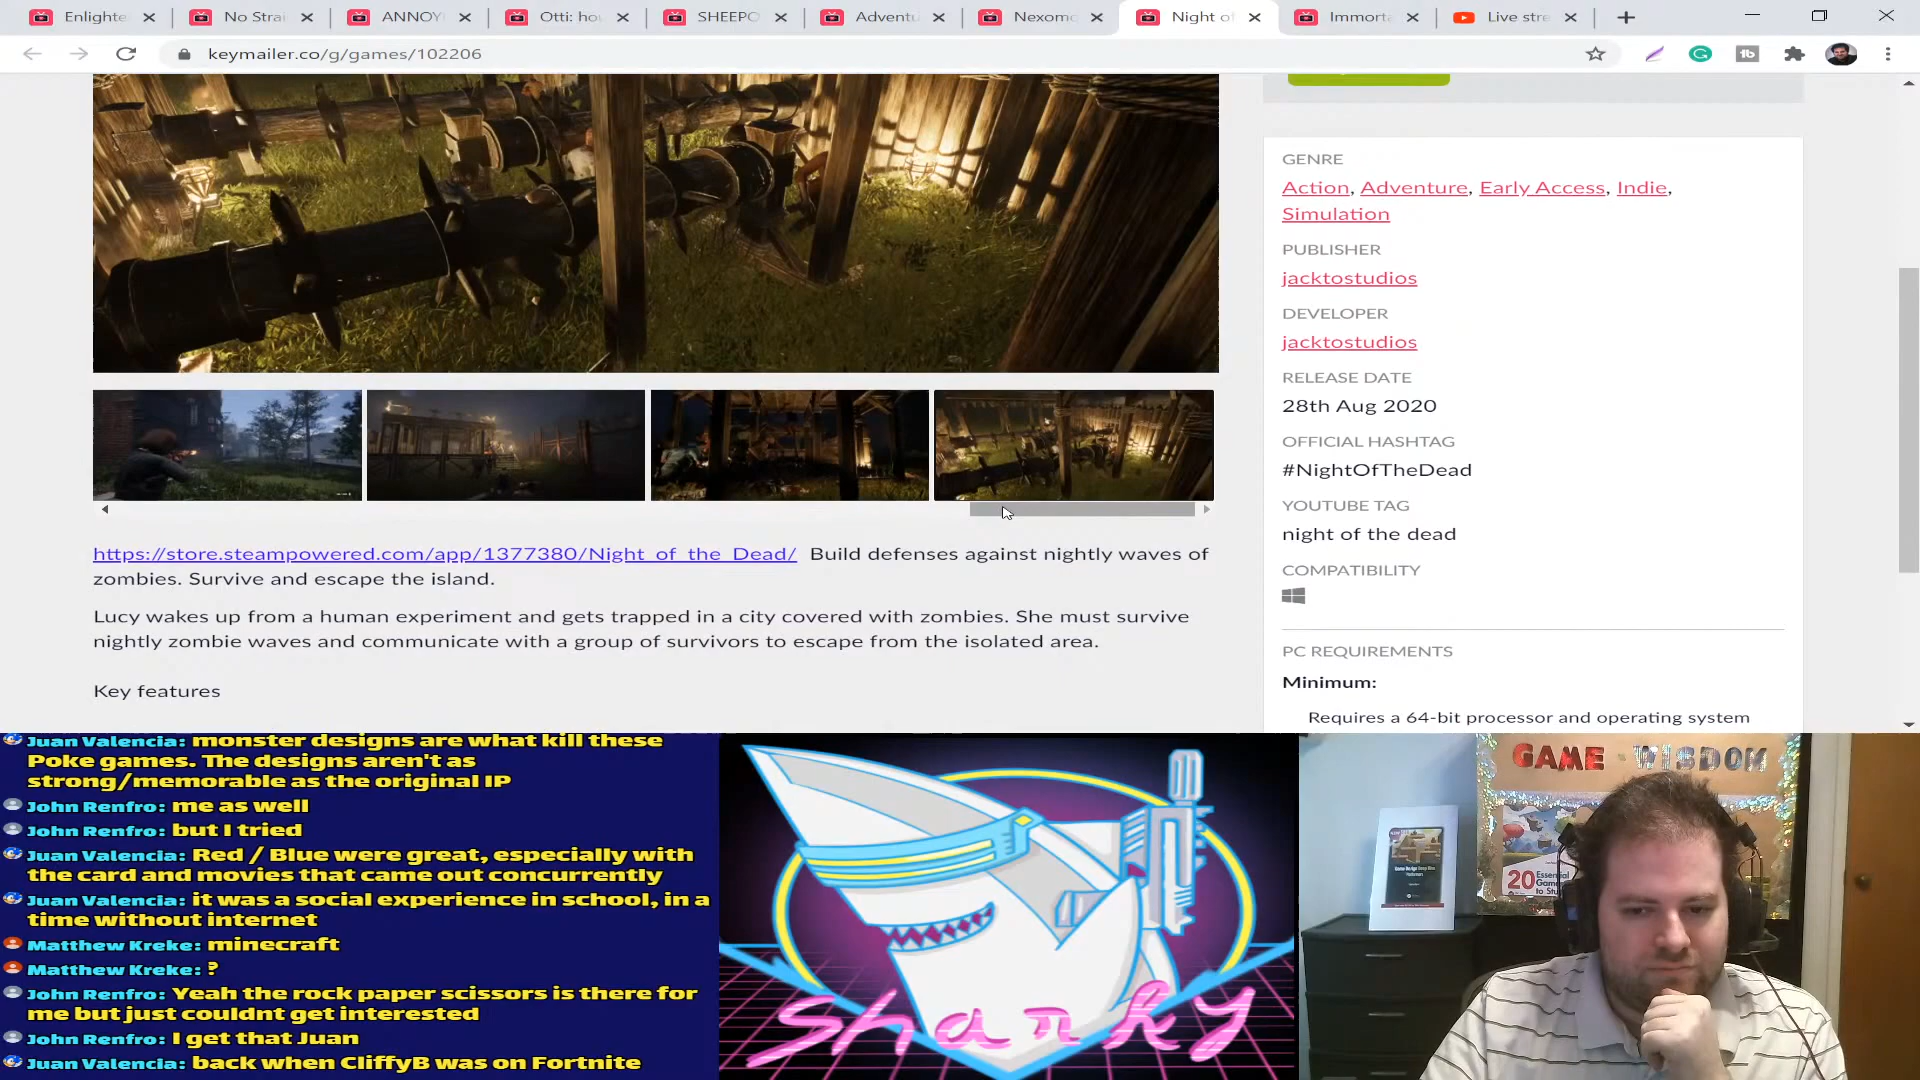 Enlighte
No Strai
ANNOY
Otti: ho
SHEEPO
Adventu
Nexomo
Night o
Immorta
Live stre
keymailer.co/g/games/102206
GENRE
Action, Adventure, Early Access, Indie,
Simulation
PUBLISHER
jacktostudios
DEVELOPER
jacktostudios
RELEASE DATE
28th Aug 2020
OFFICIAL HASHTAG
#NightOfTheDead
YOUTUBE TAG
night of the dead
COMPATIBILITY
PC REQUIREMENTS
Minimum:
Requires a 64-bit processor and operating system
https://store.steampowered.com/app/1377380/Night_of_the_Dead/ Build defenses against nightly waves of
zombies. Survive and escape the island.
Lucy wakes up from a human experiment and gets trapped in a city covered with zombies. She must survive
nightly zombie waves and communicate with a group of survivors to escape from the isolated area.
Key features
Juan Valencia: monster designs are what kill these
Poke games. The designs aren't as
strong/memorable as the original IP
John Renfro: me as well
John Renfro: but I tried
Juan Valencia: Red / Blue were great, especially with
the card and movies that came out concurrently
Juan Valencia: it was a social experience in school, in a
time without internet
Matthew Kreke: minecraft
Matthew Kreke: ?
John Renfro: Yeah the rock paper scissors is there for
me but just couldnt get interested
John Renfro: I get that Juan
Juan Valencia: back when CliffyB was on Fortnite
Sharky
GAME WISDOM
20 Essential
Games
to Study